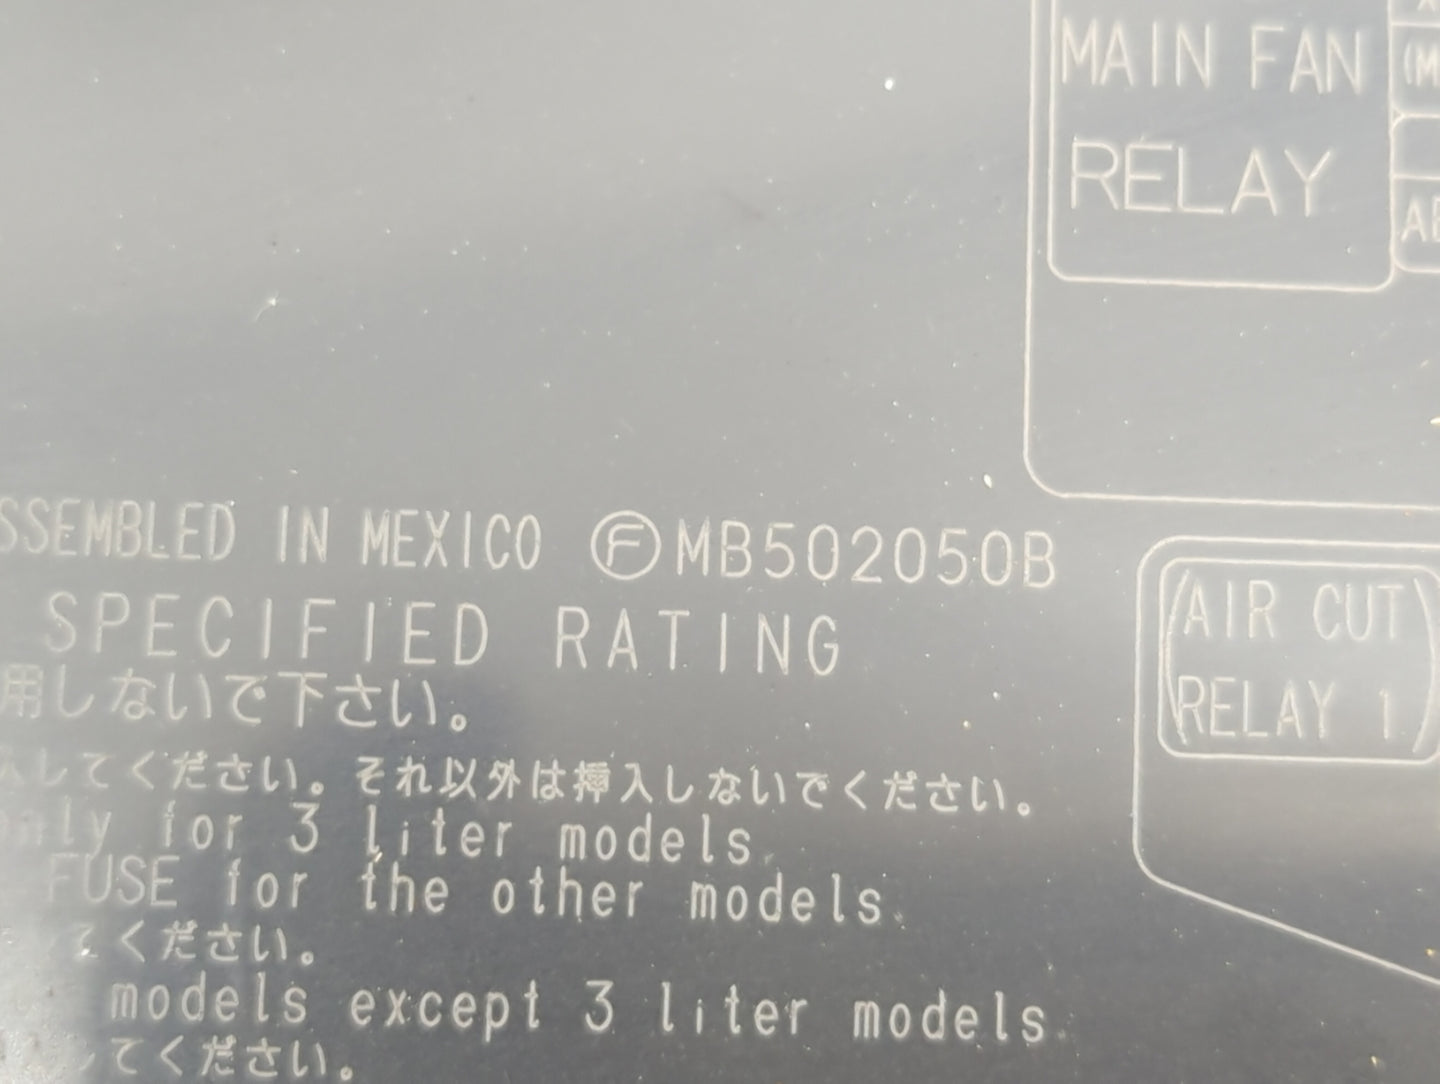 MAIN FAN
RELAY
SSEMBLED IN MEXICO ⒻMB502050B
SPECIFIED RATING
用しないで下さい。
してください。それ以外は挿入しないでください。
only for 3 liter models.
FUSE for the other models.
てください。
models except 3 liter models.
てください。
(AIR CUT
RELAY 1)
(M
AB